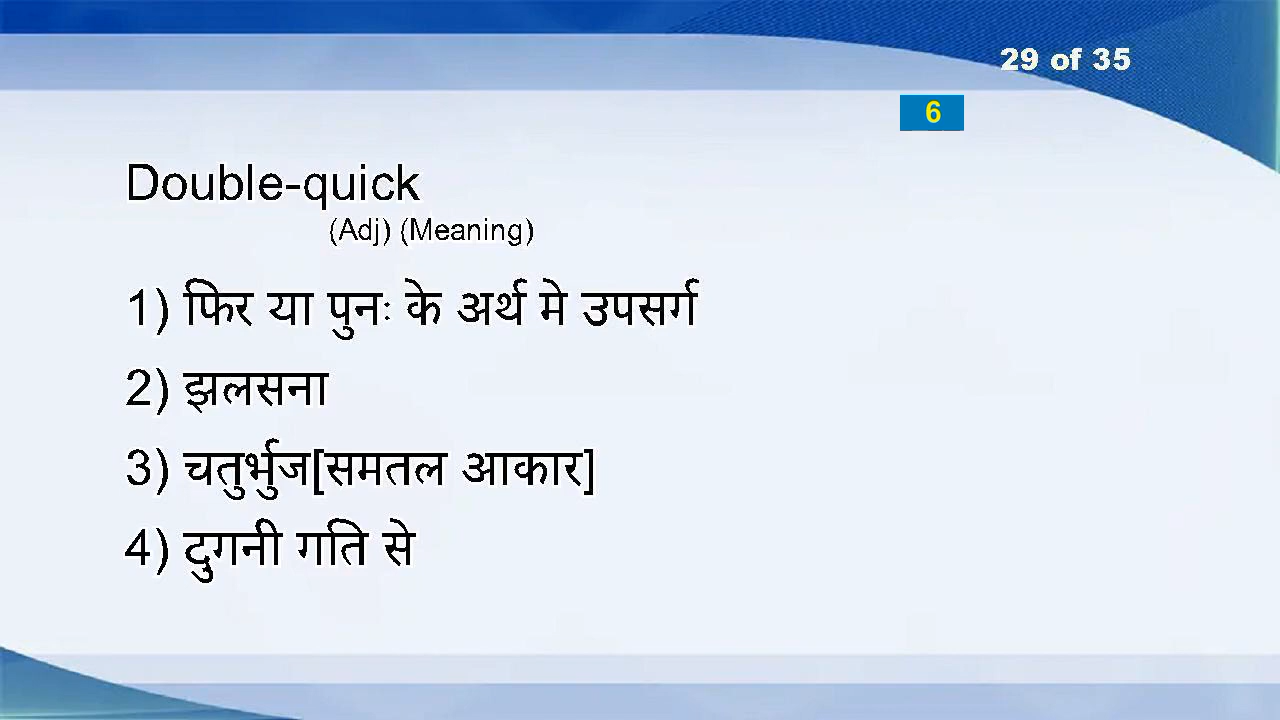 29 of 35
6
Double-quick
(Adj) (Meaning)
1) फिर या पुनः के अर्थ मे उपसर्ग
2) झलसना
3) चतुर्भुज[समतल आकार]
4) दुगनी गति से